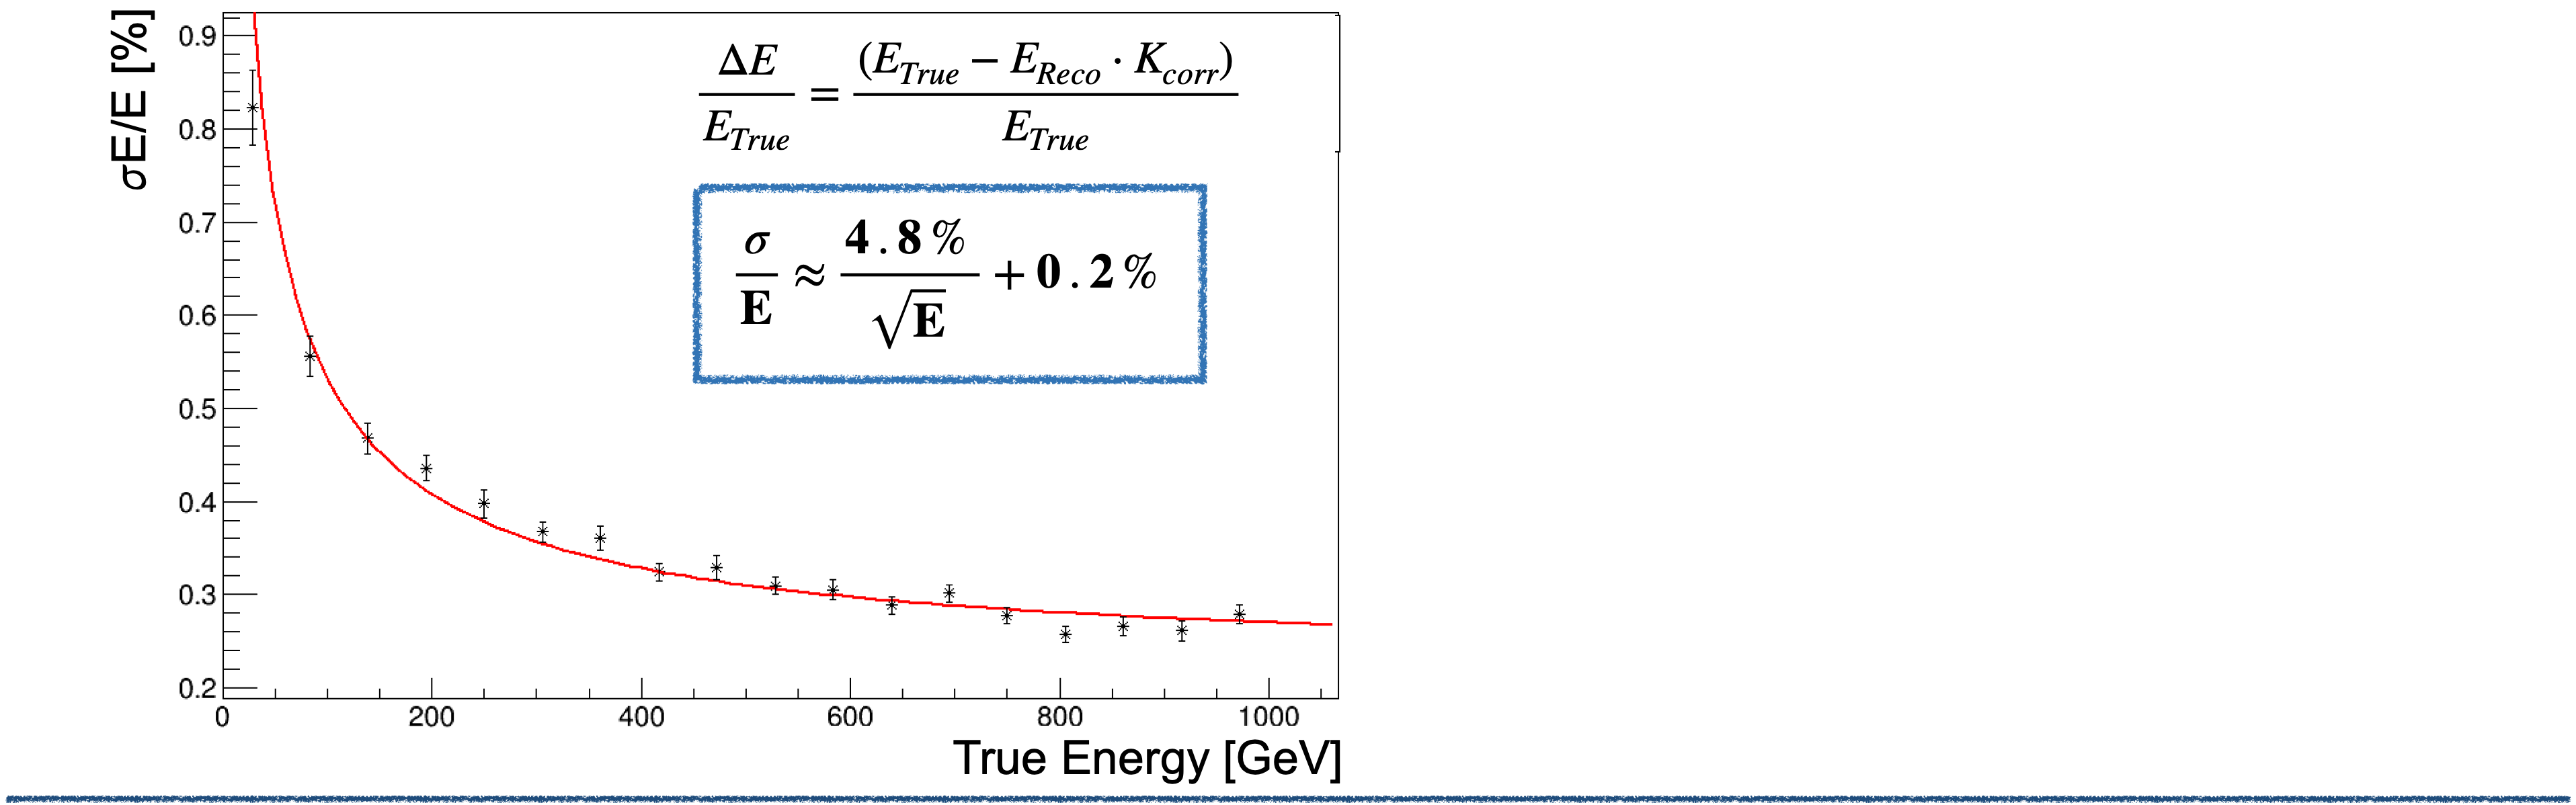 σE/E [%]
0.9
0.8
0.7
0.6
0.5
0.4
0.3
0.2
0 200 400 600 800 1000
True Energy [GeV]
ΔE / E_True = (E_True − E_Reco · K_corr) / E_True
σ / E ≈ 4.8% / √E + 0.2%